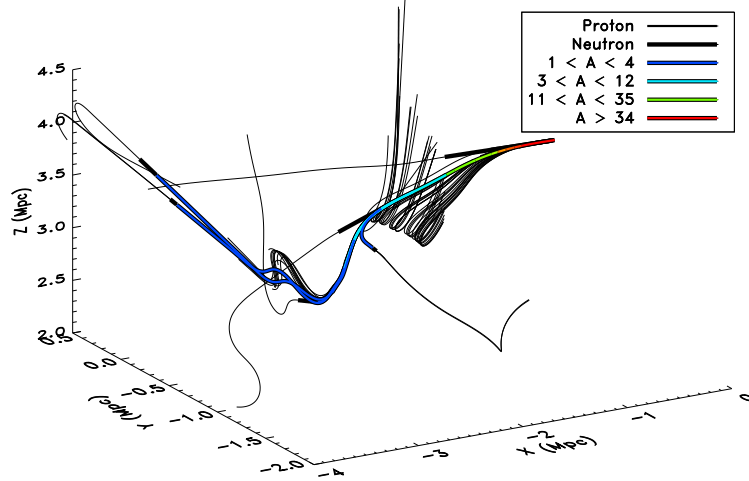 Proton
Neutron
1 < A < 4
3 < A < 12
11 < A < 35
A > 34
4.5
4.0
3.5
3.0
2.5
2.0
Z (Mpc)
0.5
0.0
-0.5
-1.0
-1.5
-2.0
Y (Mpc)
-4
-3
-2
-1
0
X (Mpc)